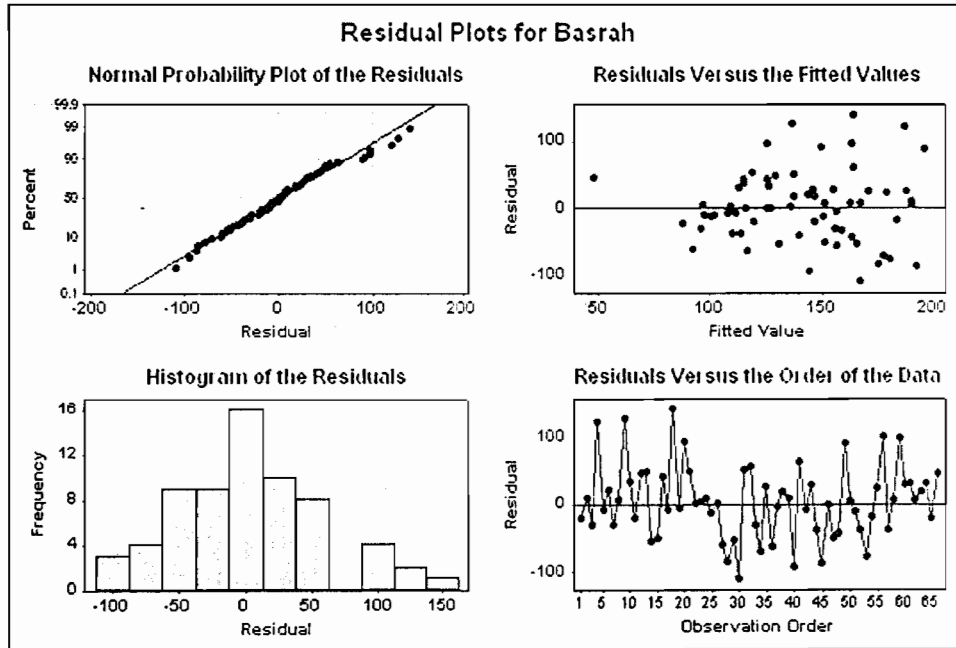 Residual Plots for Basrah
Normal Probability Plot of the Residuals
99.9
99
95
50
10
1
0.1
Percent
-200 -100 0 100 200
Residual
Residuals Versus the Fitted Values
100
0
-100
Residual
50 100 150 200
Fitted Value
Histogram of the Residuals
16
12
8
4
0
Frequency
-100 -50 0 50 100 150
Residual
Residuals Versus the Order of the Data
100
0
-100
Residual
1 5 10 15 20 25 30 35 40 45 50 55 60 65
Observation Order